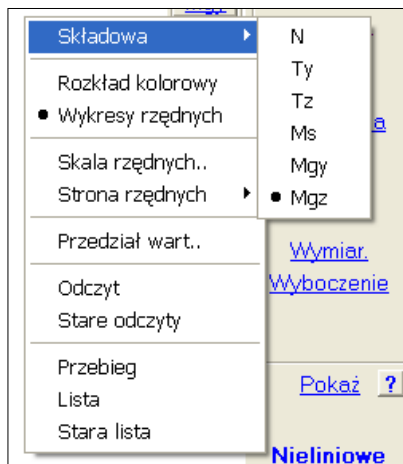 Składowa
Rozkład kolorowy
Wykresy rzędnych
Skala rzędnych..
Strona rzędnych
Przedział wart..
Odczyt
Stare odczyty
Przebieg
Lista
Stara lista
N
Ty
Tz
Ms
Mgy
Mgz
a
Wymiar.
Wyboczenie
Pokaż ?
Nieliniowe